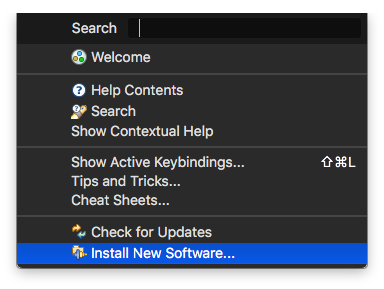 Search
Welcome
Help Contents
Search
Show Contextual Help
Show Active Keybindings... ⇧⌘L
Tips and Tricks...
Cheat Sheets...
Check for Updates
Install New Software...